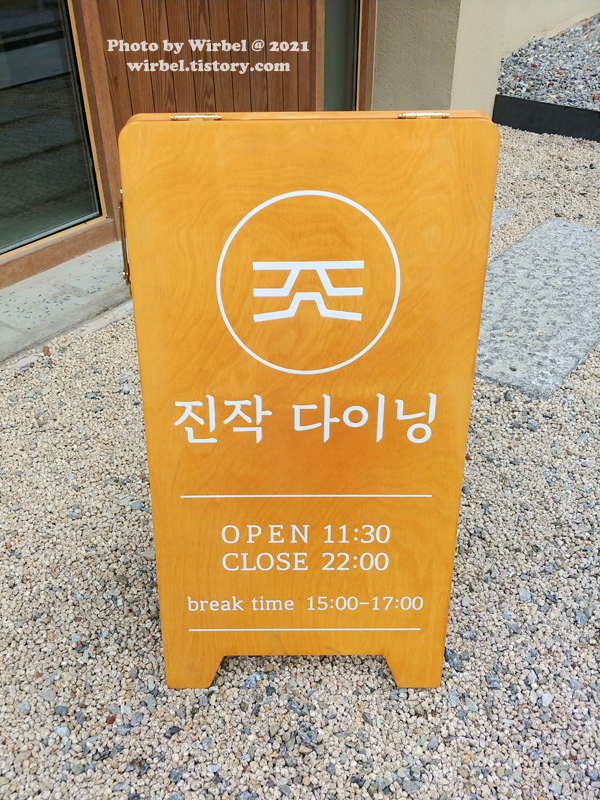 Photo by Wirbel @ 2021
wirbel.tistory.com
진작 다이닝
OPEN 11:30
CLOSE 22:00
break time 15:00-17:00